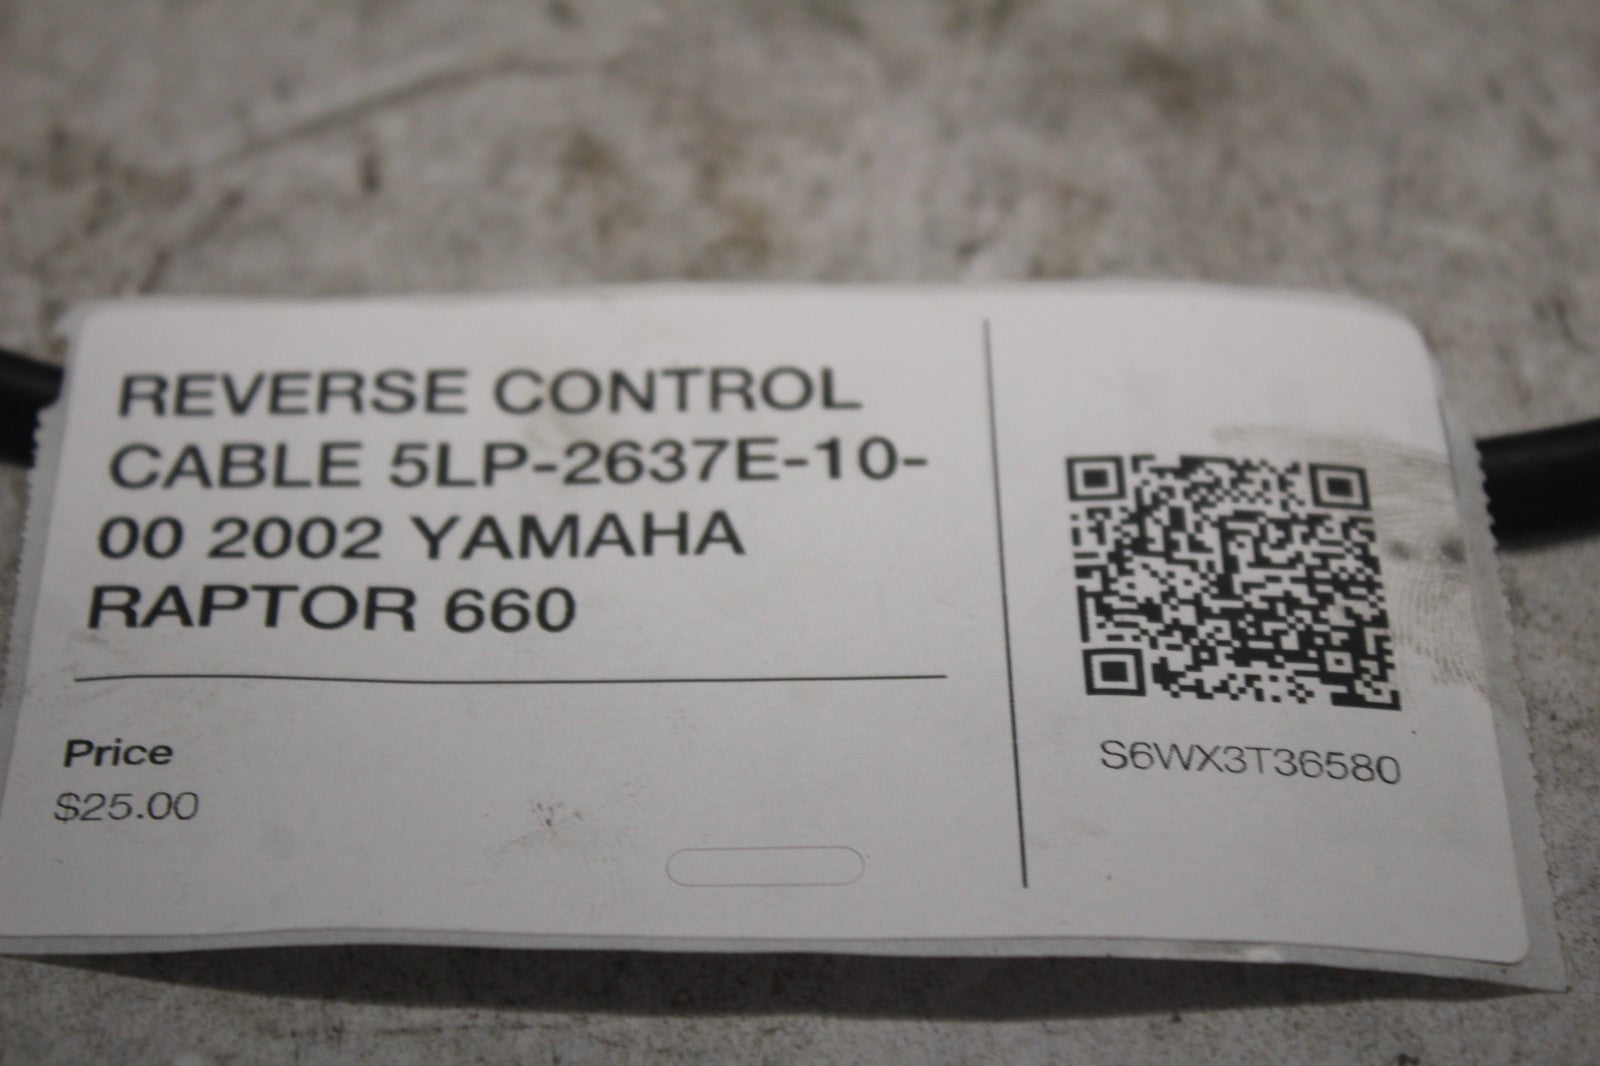 REVERSE CONTROL
CABLE 5LP-2637E-10-
00 2002 YAMAHA
RAPTOR 660
Price
$25.00
S6WX3T36580